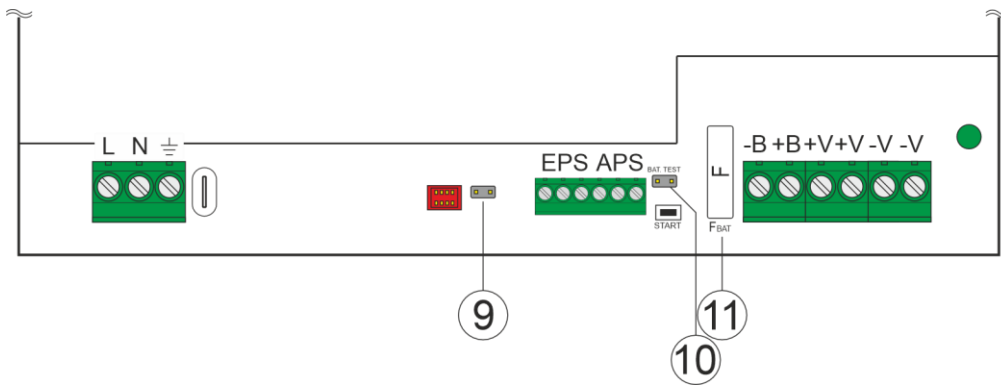 L N
EPS APS
BAT. TEST
START
F
FBAT
-B +B +V +V -V -V
9
10
11